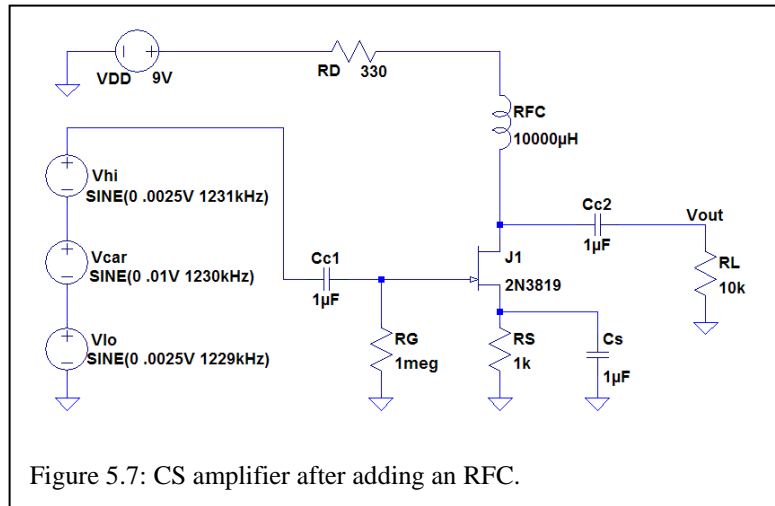 VDD
9V
RD
330
RFC
10000µH
Vhi
SINE(0 .0025V 1231kHz)
Cc2
1µF
Vout
Vcar
SINE(0 .01V 1230kHz)
Cc1
1µF
J1
2N3819
RL
10k
Vlo
SINE(0 .0025V 1229kHz)
RG
1meg
RS
1k
Cs
1µF
Figure 5.7: CS amplifier after adding an RFC.